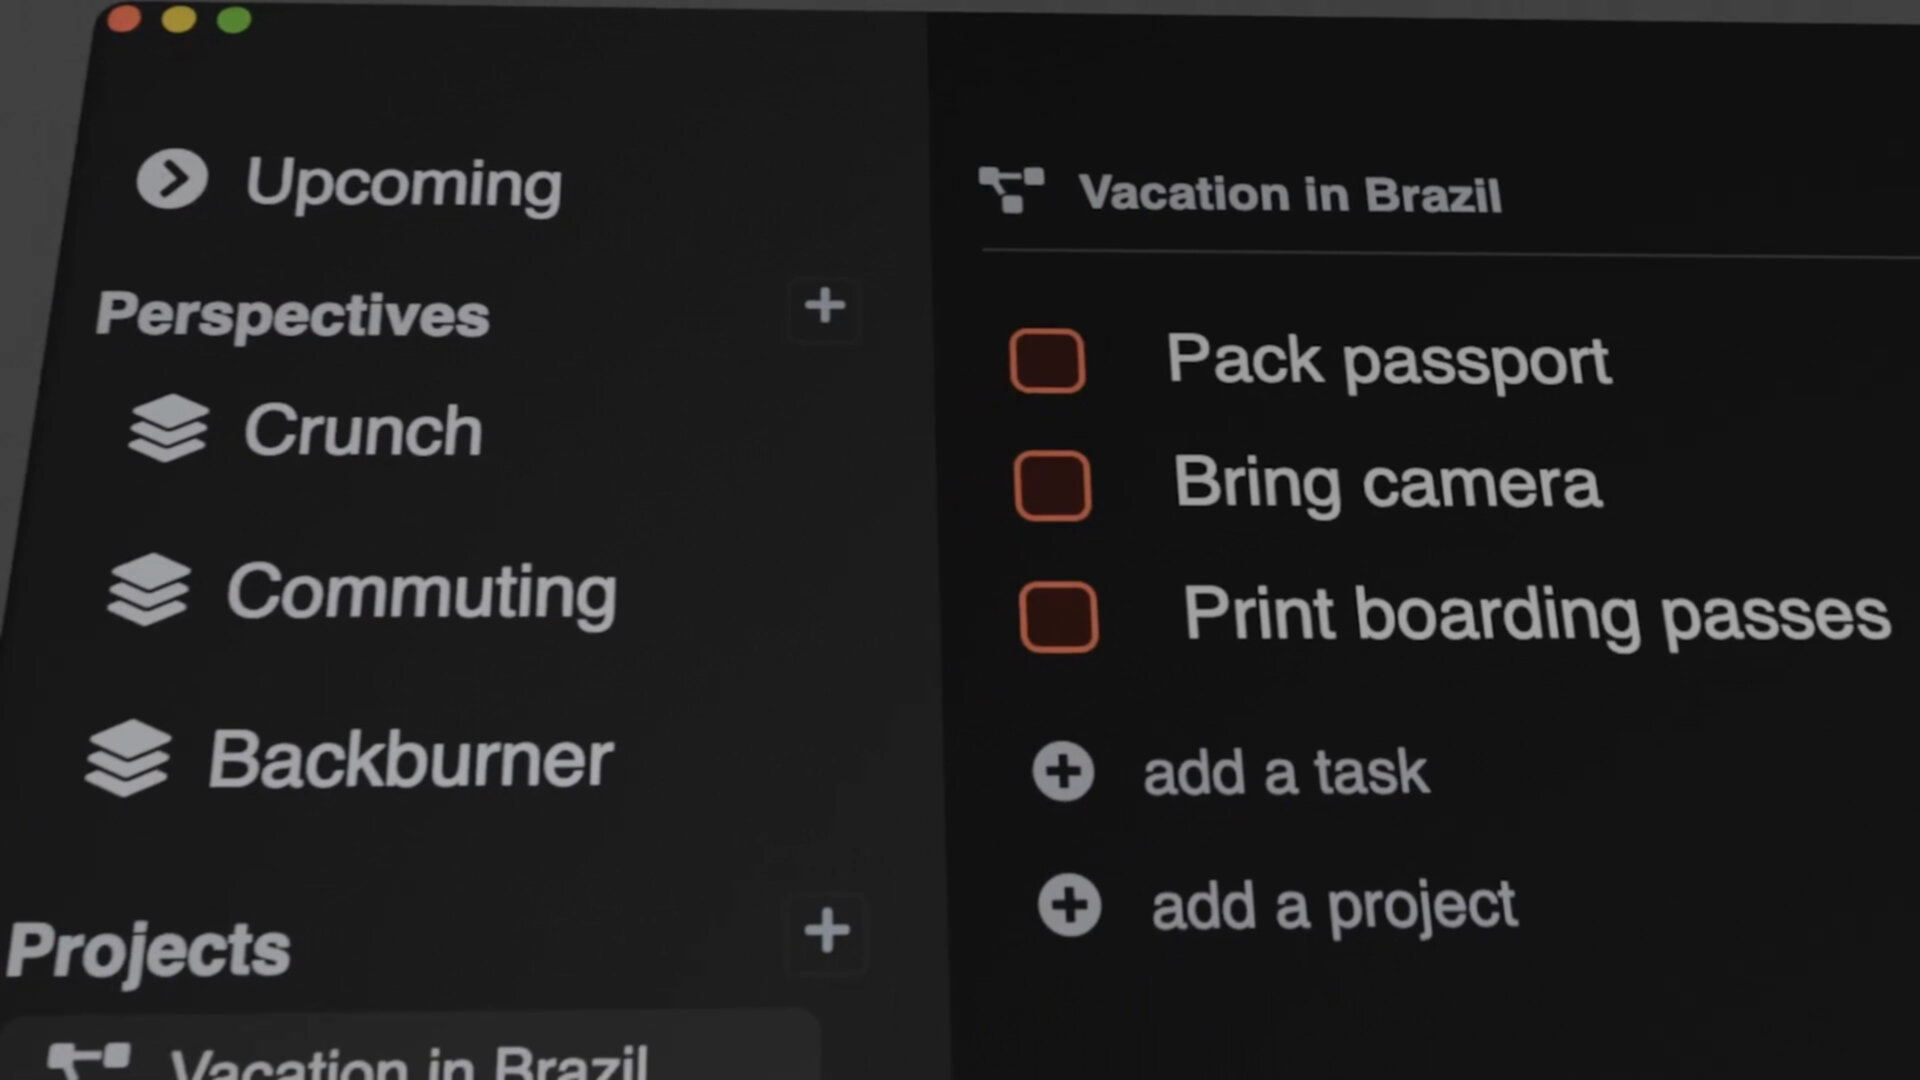 Upcoming
Perspectives
Crunch
Commuting
Backburner
Projects
Vacation in Brazil
Vacation in Brazil
Pack passport
Bring camera
Print boarding passes
add a task
add a project